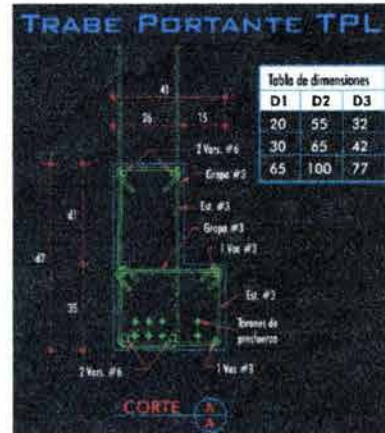 TRABE PORTANTE TPL
Tabla de dimensiones
D1 D2 D3
20 55 32
30 65 42
65 100 77
41
26 15
2 Vars. #6
Grapa #3
Est. #3
Grapa #3
1 Var. #3
d1
d2
35
Est. #3
Torones de
presfuerzo
2 Vars. #6
1 Var. #3
CORTE A
A